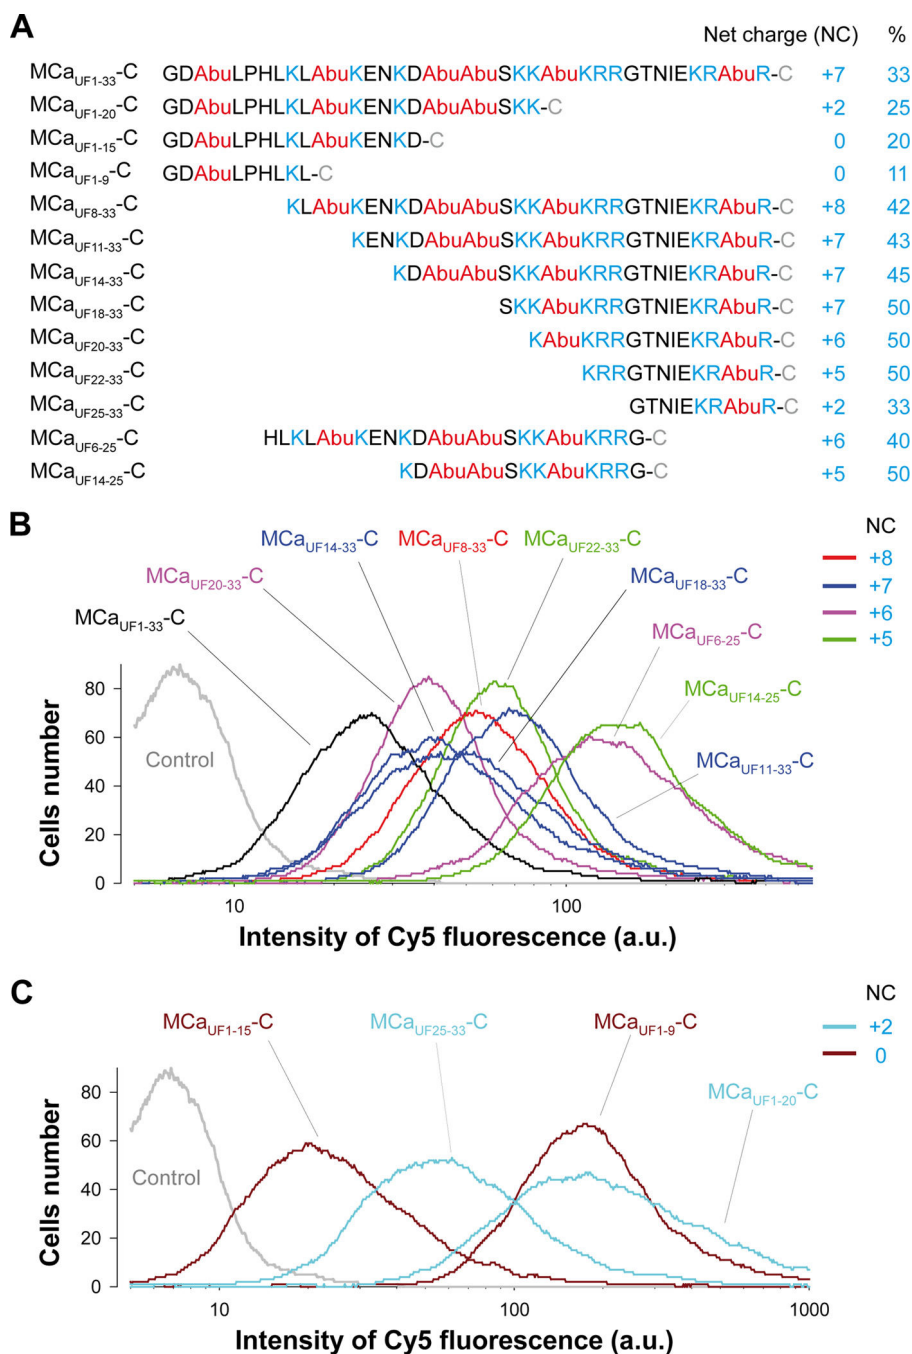 A
Net charge (NC) %
MCaUF1-33-C GDAbuLPHLKLAbuKENKDAbuAbuSKKAbuKRRGTNIEKRAbuR-C +7 33
MCaUF1-20-C GDAbuLPHLKLAbuKENKDAbuAbuSKK-C +2 25
MCaUF1-15-C GDAbuLPHLKLAbuKENKD-C 0 20
MCaUF1-9-C GDAbuLPHLKL-C 0 11
MCaUF8-33-C KLAbuKENKDAbuAbuSKKAbuKRRGTNIEKRAbuR-C +8 42
MCaUF11-33-C KENKDAbuAbuSKKAbuKRRGTNIEKRAbuR-C +7 43
MCaUF14-33-C KDAbuAbuSKKAbuKRRGTNIEKRAbuR-C +7 45
MCaUF18-33-C SKKAbuKRRGTNIEKRAbuR-C +7 50
MCaUF20-33-C KAbuKRRGTNIEKRAbuR-C +6 50
MCaUF22-33-C KRRGTNIEKRAbuR-C +5 50
MCaUF25-33-C GTNIEKRAbuR-C +2 33
MCaUF6-25-C HLKLAbuKENKDAbuAbuSKKAbuKRRG-C +6 40
MCaUF14-25-C KDAbuAbuSKKAbuKRRG-C +5 50
B
NC
MCaUF14-33-C MCaUF8-33-C MCaUF22-33-C
+8
MCaUF20-33-C MCaUF18-33-C
+7
MCaUF1-33-C
+6
MCaUF6-25-C
+5
MCaUF14-25-C
Control
MCaUF11-33-C
Cells number
80
60
40
20
0
10 100
Intensity of Cy5 fluorescence (a.u.)
C
NC
MCaUF1-15-C MCaUF25-33-C MCaUF1-9-C
+2
0
MCaUF1-20-C
Control
Cells number
80
60
40
20
0
10 100 1000
Intensity of Cy5 fluorescence (a.u.)